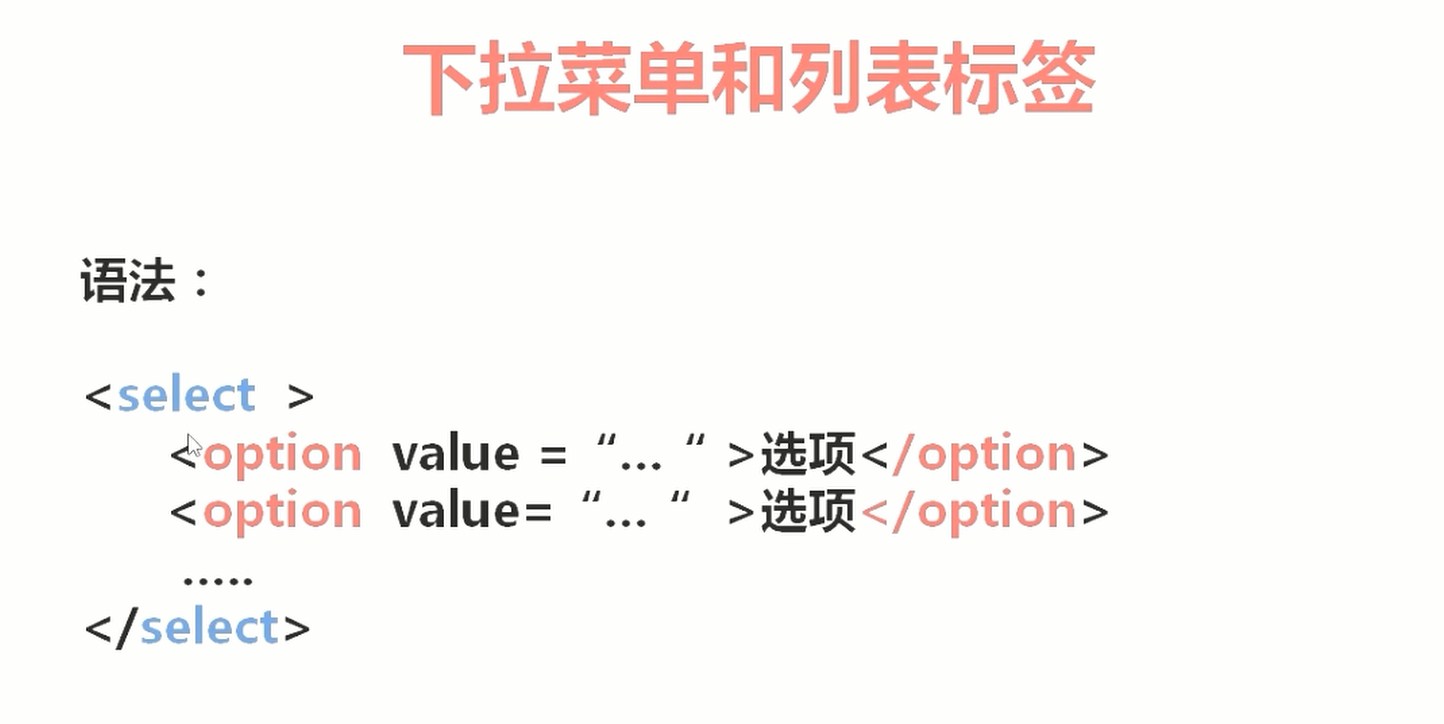 下拉菜单和列表标签
语法：
<select >
<option value = “... “ >选项</option>
<option value= “... “ >选项</option>
.....
</select>